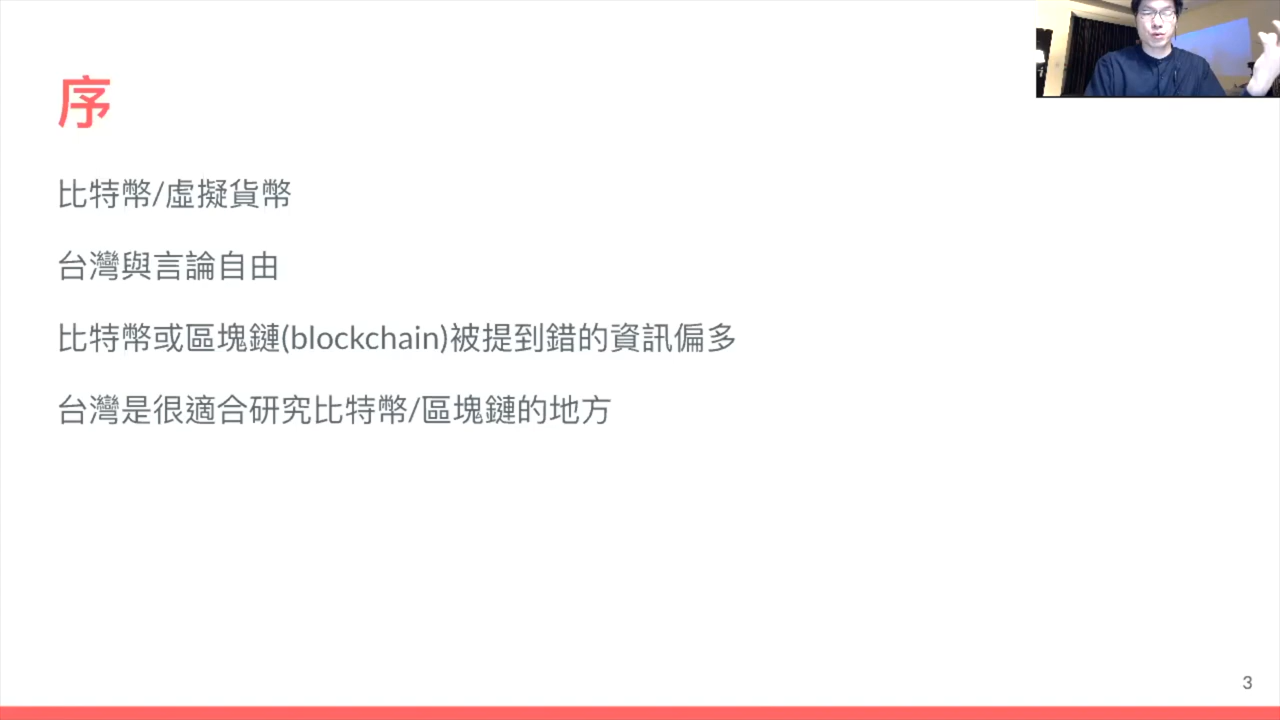 序
比特幣/虛擬貨幣
台灣與言論自由
比特幣或區塊鏈(blockchain)被提到錯的資訊偏多
台灣是很適合研究比特幣/區塊鏈的地方
3